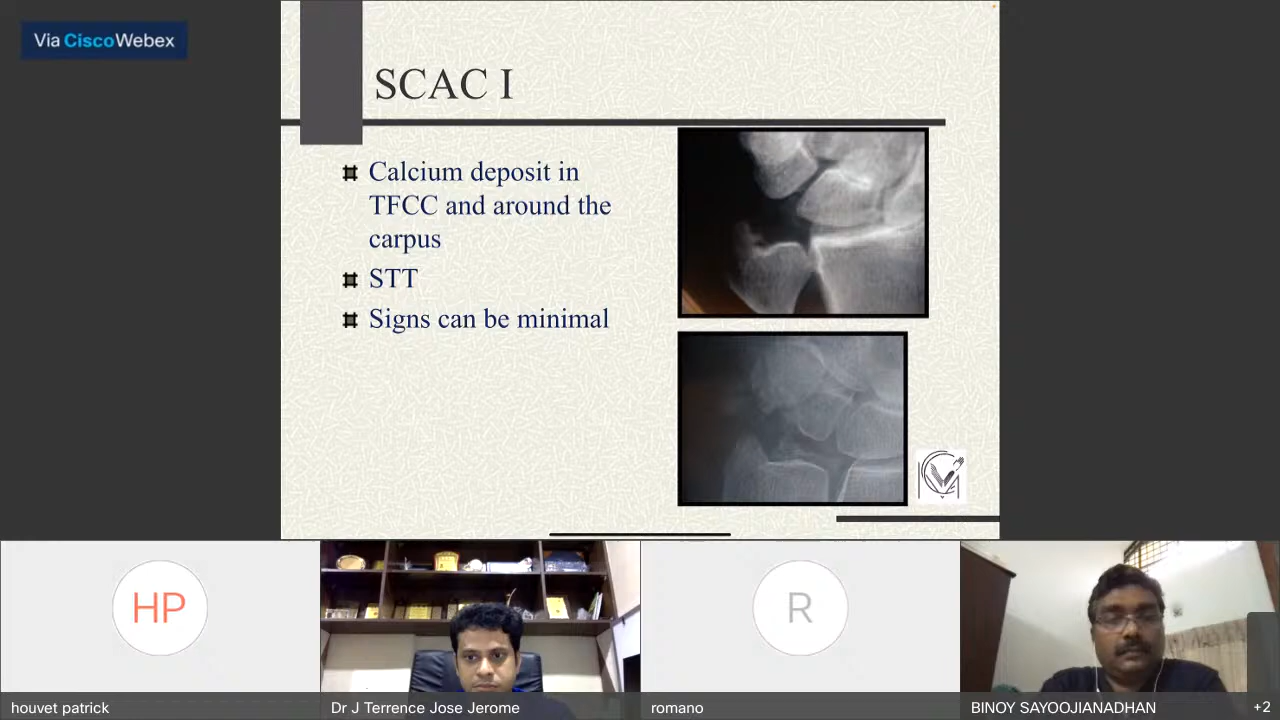 Via CiscoWebex
SCAC I
Calcium deposit in
TFCC and around the
carpus
STT
Signs can be minimal
HP
R
houvet patrick
Dr J Terrence Jose Jerome
romano
BINOY SAYOOJIANADHAN
+2